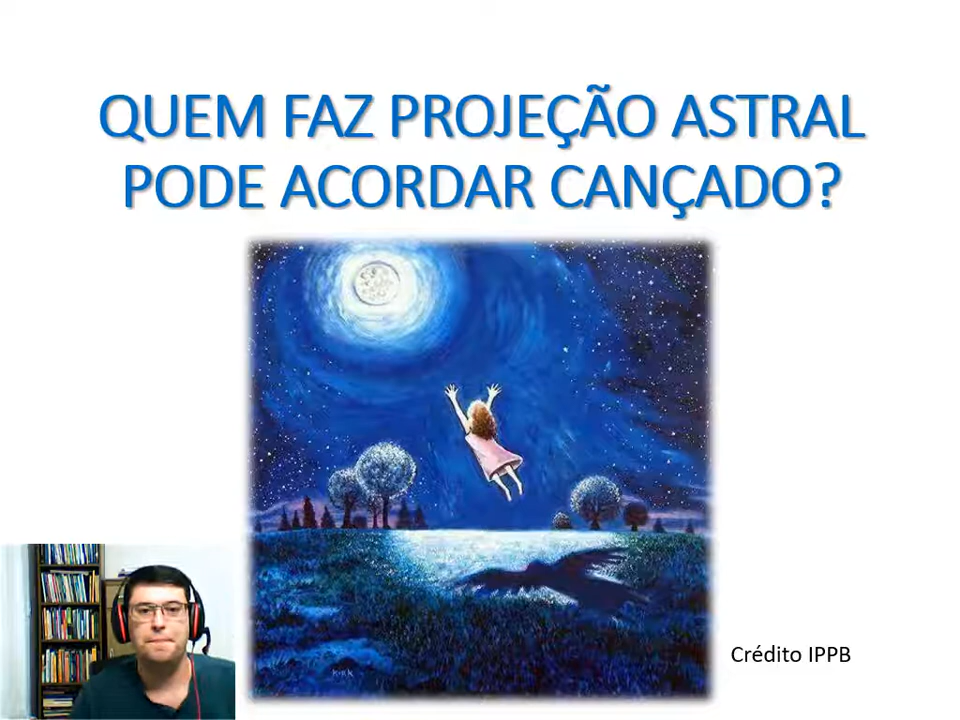 QUEM FAZ PROJEÇÃO ASTRAL
PODE ACORDAR CANÇADO?
Crédito IPPB